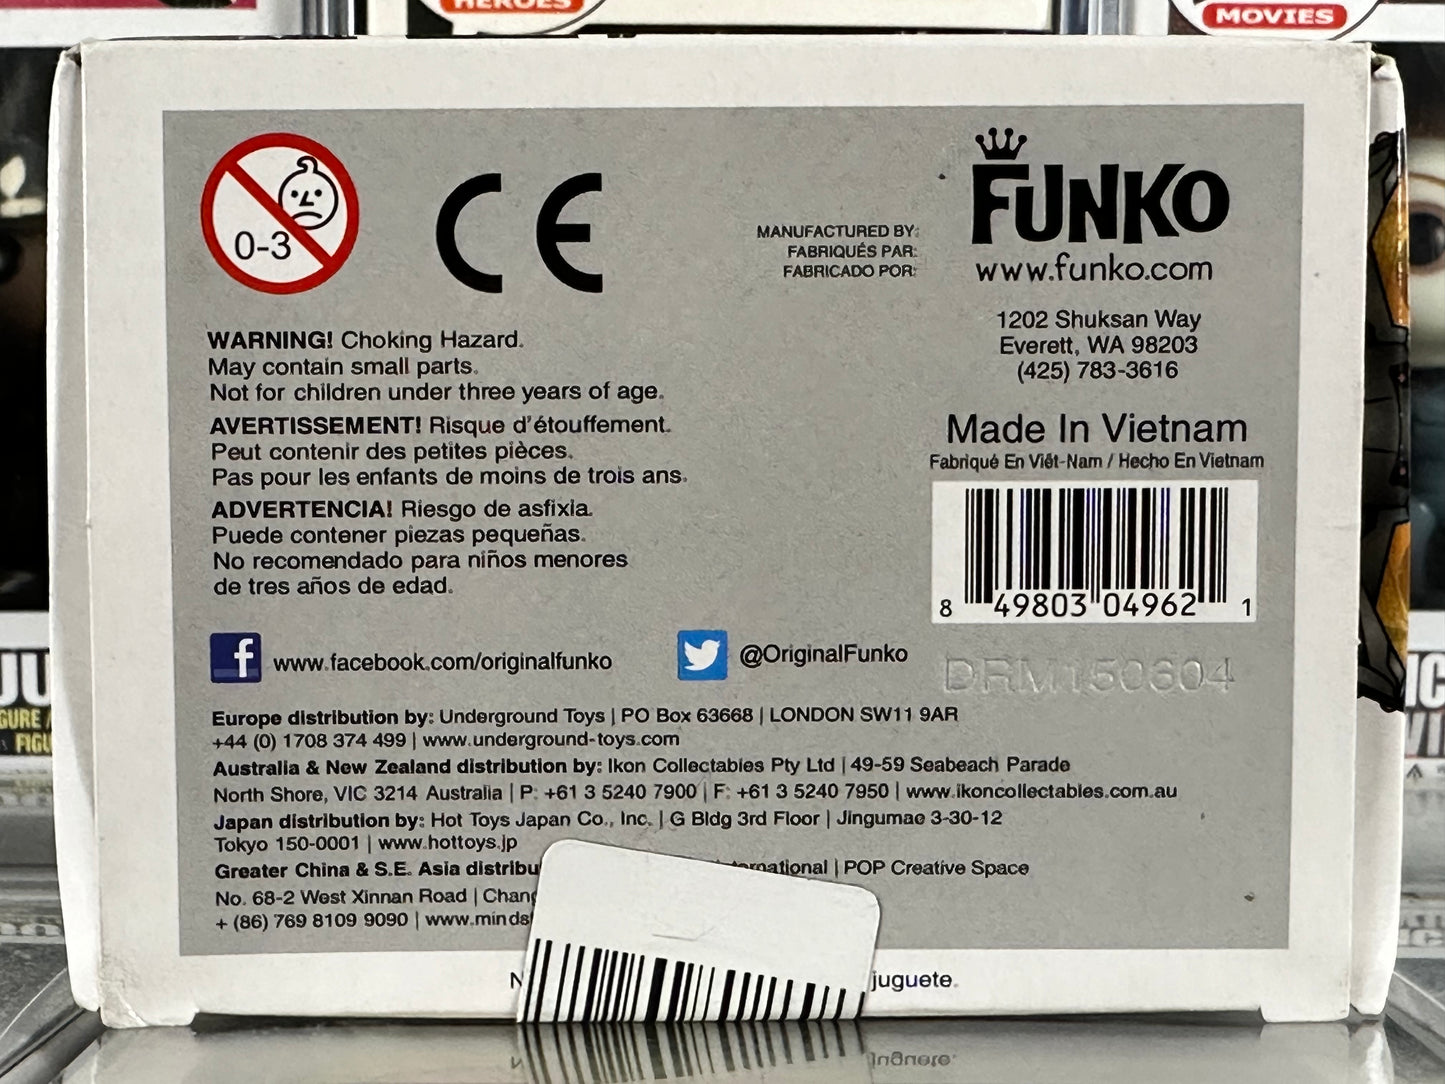 HEROES
MOVIES
0-3
CE
MANUFACTURED BY:
FABRIQUÉS PAR:
FABRICADO POR:
FUNKO
www.funko.com
1202 Shuksan Way
Everett, WA 98203
(425) 783-3616
Made In Vietnam
Fabriqué En Viêt-Nam / Hecho En Vietnam
8 49803 04962 1
DRM150604
WARNING! Choking Hazard.
May contain small parts.
Not for children under three years of age.
AVERTISSEMENT! Risque d'étouffement.
Peut contenir des petites pièces.
Pas pour les enfants de moins de trois ans.
ADVERTENCIA! Riesgo de asfixia.
Puede contener piezas pequeñas.
No recomendado para niños menores
de tres años de edad.
f www.facebook.com/originalfunko
@OriginalFunko
Europe distribution by: Underground Toys | PO Box 63668 | LONDON SW11 9AR
+44 (0) 1708 374 499 | www.underground-toys.com
Australia & New Zealand distribution by: Ikon Collectables Pty Ltd | 49-59 Seabeach Parade
North Shore, VIC 3214 Australia | P: +61 3 5240 7900 | F: +61 3 5240 7950 | www.ikoncollectables.com.au
Japan distribution by: Hot Toys Japan Co., Inc. | G Bldg 3rd Floor | Jingumae 3-30-12
Tokyo 150-0001 | www.hottoys.jp
Greater China & S.E. Asia distribu ernational | POP Creative Space
No. 68-2 West Xinnan Road | Chang
+ (86) 769 8109 9090 | www.minds
juguete.